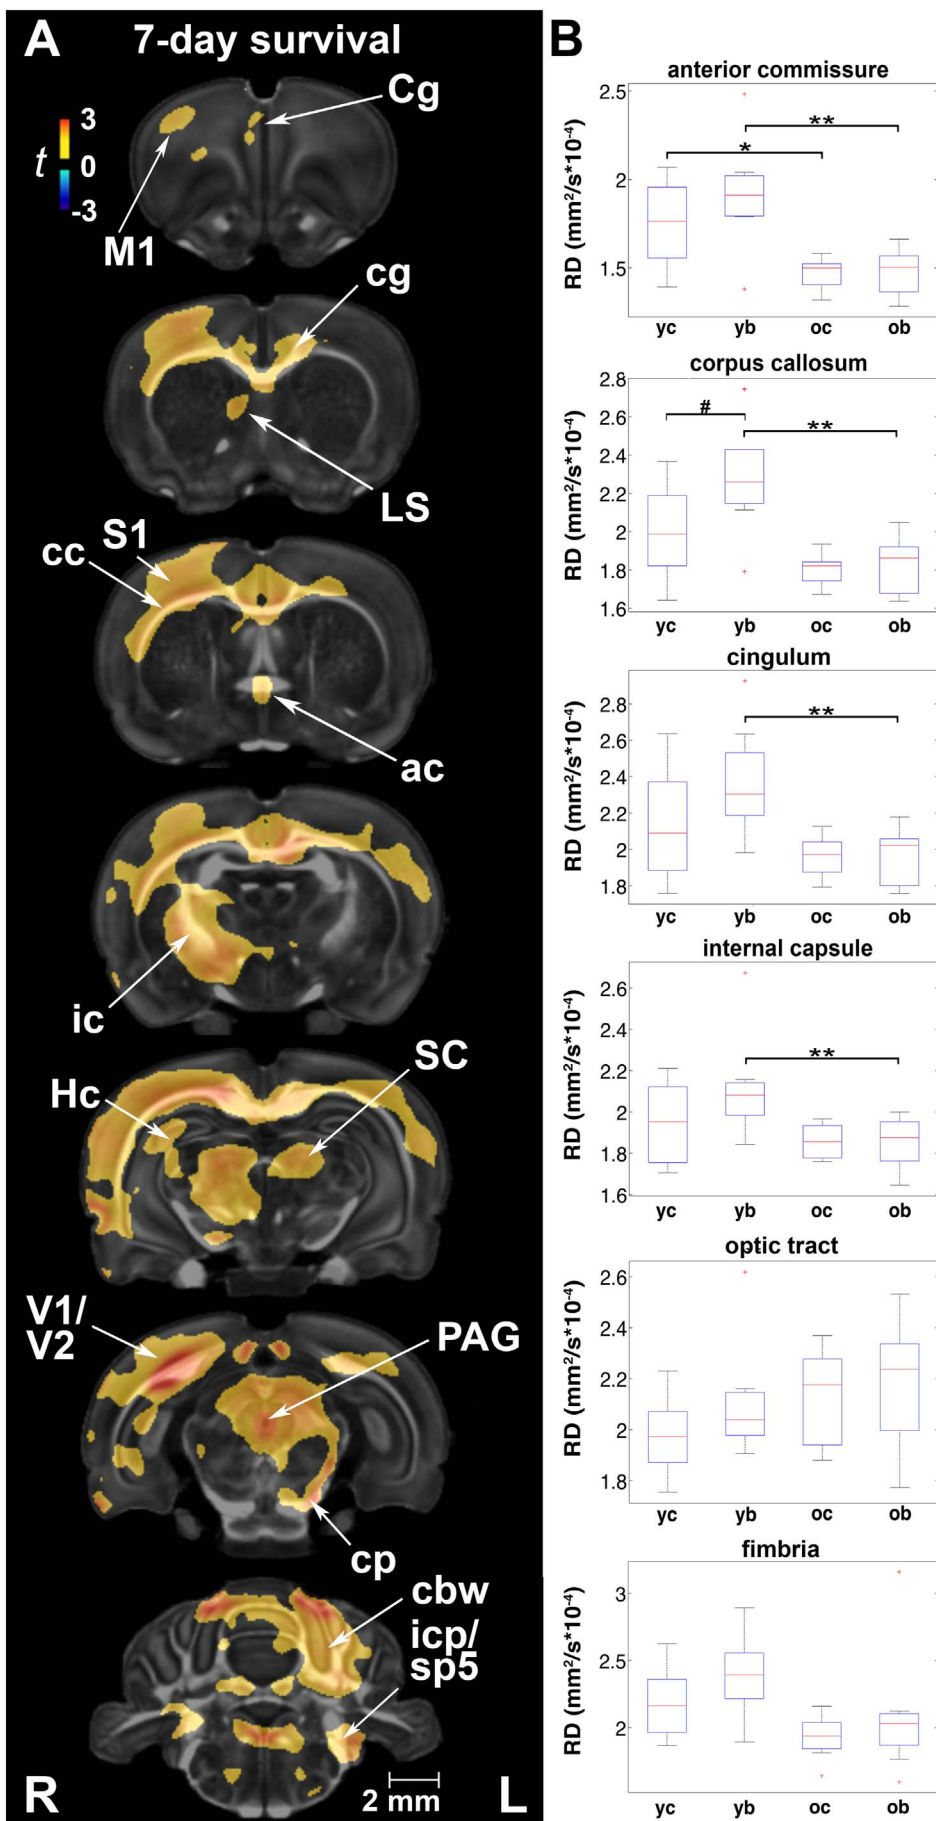 A
7-day survival
t
3
0
-3
Cg
M1
cg
LS
S1
cc
ac
ic
SC
Hc
V1/
V2
PAG
cp
cbw
icp/
sp5
R
2 mm
L
B
anterior commissure
RD (mm²/s*10⁻⁴)
2.5
2
1.5
*
**
yc
yb
oc
ob
corpus callosum
RD (mm²/s*10⁻⁴)
2.8
2.6
2.4
2.2
2
1.8
1.6
#
**
yc
yb
oc
ob
cingulum
RD (mm²/s*10⁻⁴)
2.8
2.6
2.4
2.2
2
1.8
**
yc
yb
oc
ob
internal capsule
RD (mm²/s*10⁻⁴)
2.6
2.4
2.2
2
1.8
1.6
**
yc
yb
oc
ob
optic tract
RD (mm²/s*10⁻⁴)
2.6
2.4
2.2
2
1.8
yc
yb
oc
ob
fimbria
RD (mm²/s*10⁻⁴)
3
2.5
2
yc
yb
oc
ob